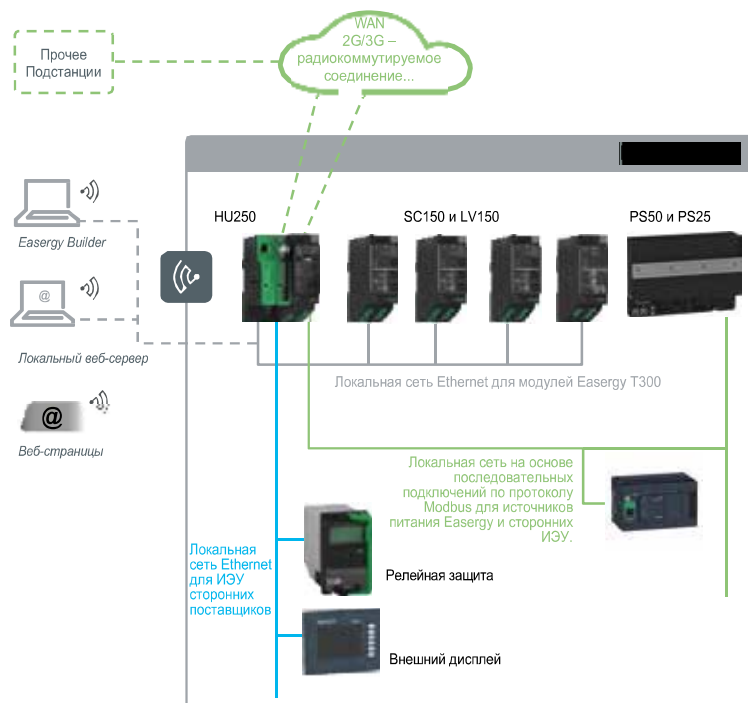 WAN
2G/3G –
радиокоммутируемое
соединение...
Прочее
Подстанции
HU250
SC150 и LV150
PS50 и PS25
Easergy Builder
@
Локальный веб-сервер
Локальная сеть Ethernet для модулей Easergy T300
@
Веб-страницы
Локальная сеть на основе
последовательных
подключений по протоколу
Modbus для источников
питания Easergy и сторонних
ИЭУ.
Локальная
сеть Ethernet
для ИЭУ
сторонних
поставщиков
Релейная защита
Внешний дисплей